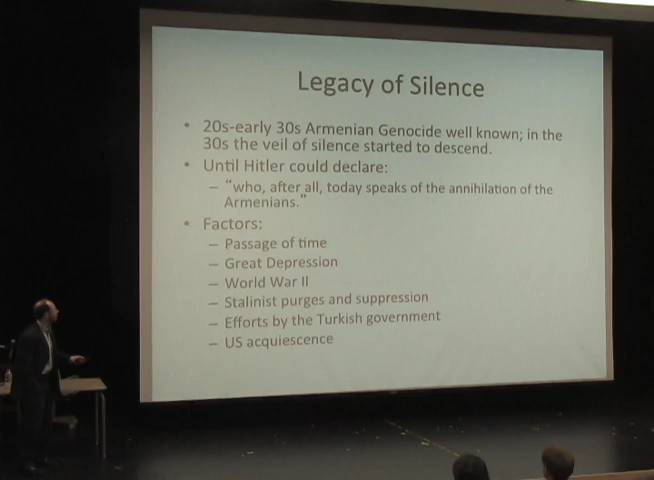 Legacy of Silence
• 20s-early 30s Armenian Genocide well known; in the
30s the veil of silence started to descend.
• Until Hitler could declare:
– "who, after all, today speaks of the annihilation of the
Armenians."
• Factors:
– Passage of time
– Great Depression
– World War II
– Stalinist purges and suppression
– Efforts by the Turkish government
– US acquiescence